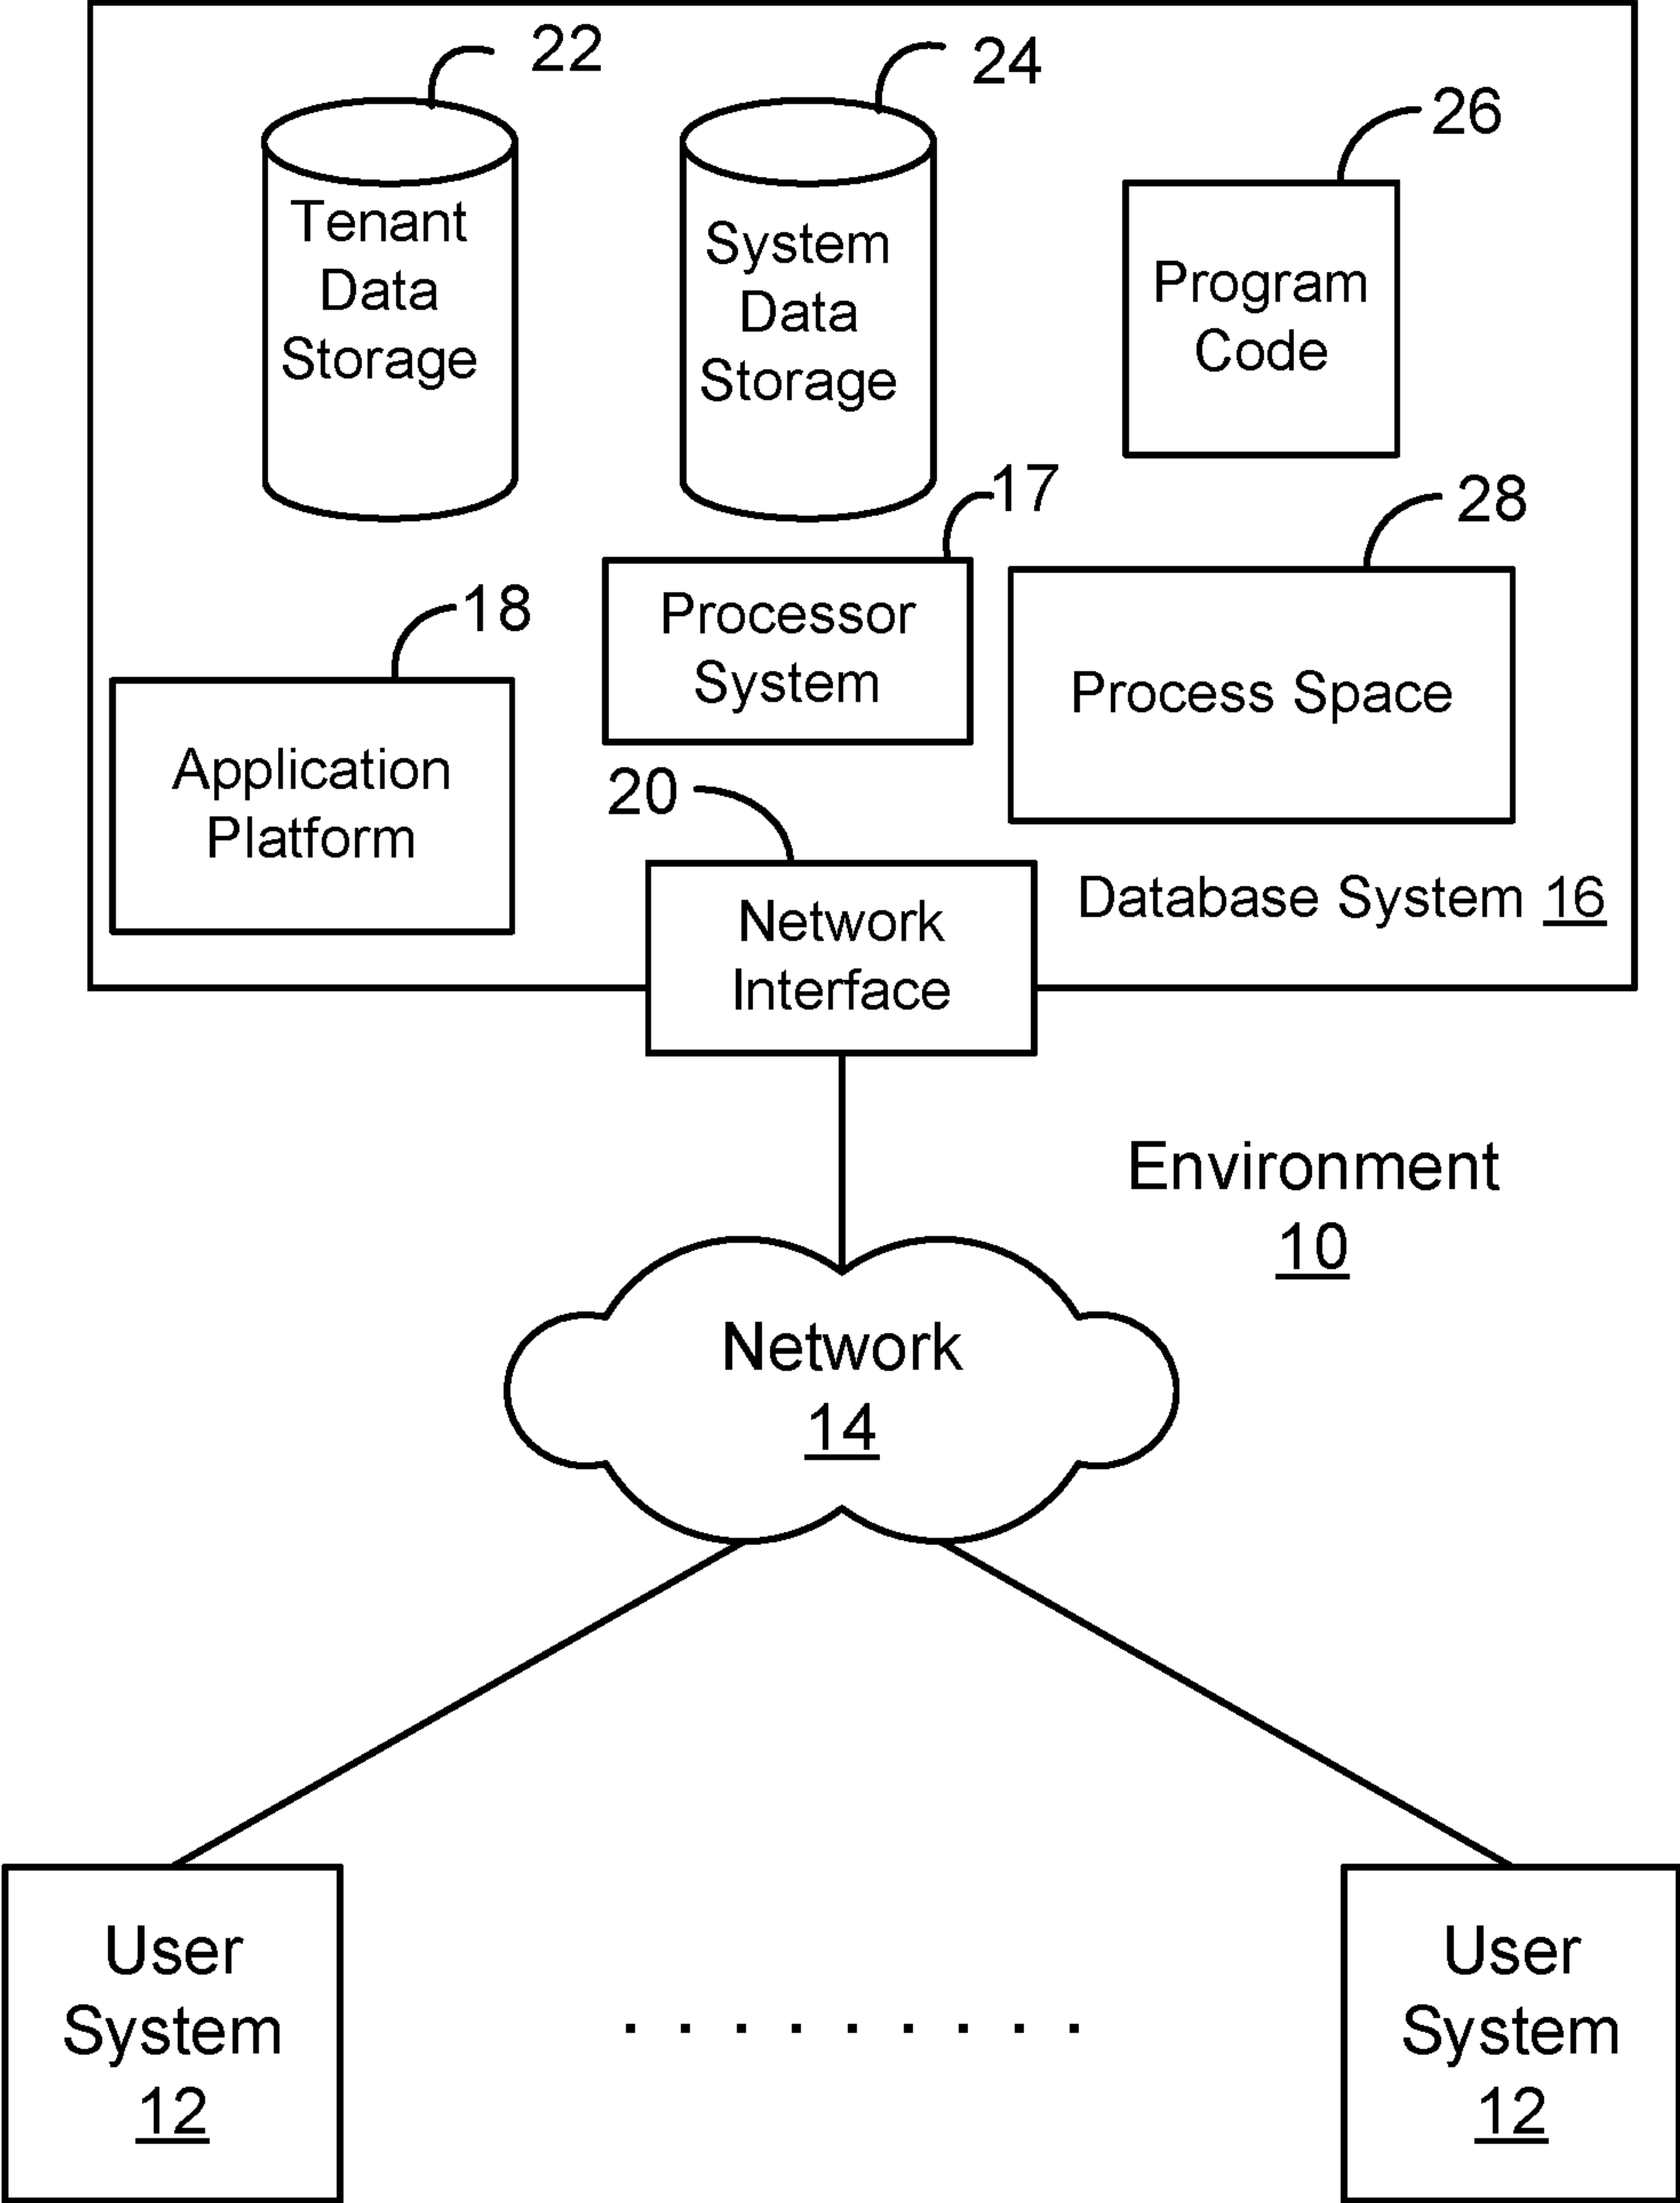 22
24
26
Tenant
Data
Storage
System
Data
Storage
Program
Code
17
28
18
Processor
System
Process Space
Application
Platform
20
Network
Interface
Database System 16
Environment
10
Network
14
User
System
12
. . . . . . . . .
User
System
12